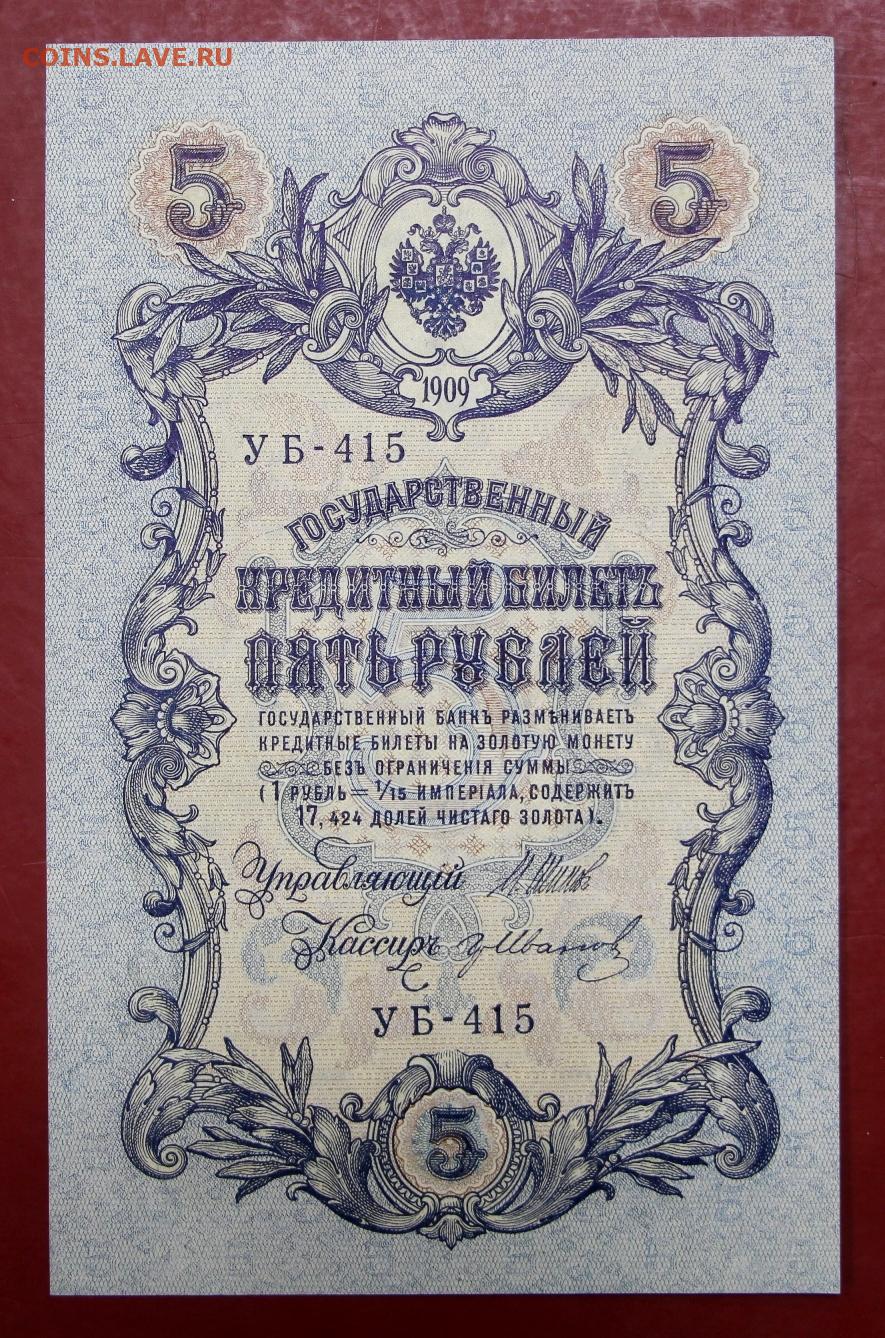 COINS.LAVE.RU
5 5
1909
УБ-415
ГОСУДАРСТВЕННЫЙ
КРЕДИТНЫЙ БИЛЕТЪ
ПЯТЬ РУБЛЕЙ
ГОСУДАРСТВЕННЫЙ БАНКЪ РАЗМѢНИВАЕТЪ
КРЕДИТНЫЕ БИЛЕТЫ НА ЗОЛОТУЮ МОНЕТУ
БЕЗЪ ОГРАНИЧЕНІЯ СУММЫ
(1 РУБЛЬ = 1/15 ИМПЕРІАЛА, СОДЕРЖИТЪ
17,424 ДОЛЕЙ ЧИСТАГО ЗОЛОТА).
Управляющій
Кассиръ Гр Иванов
УБ-415
5